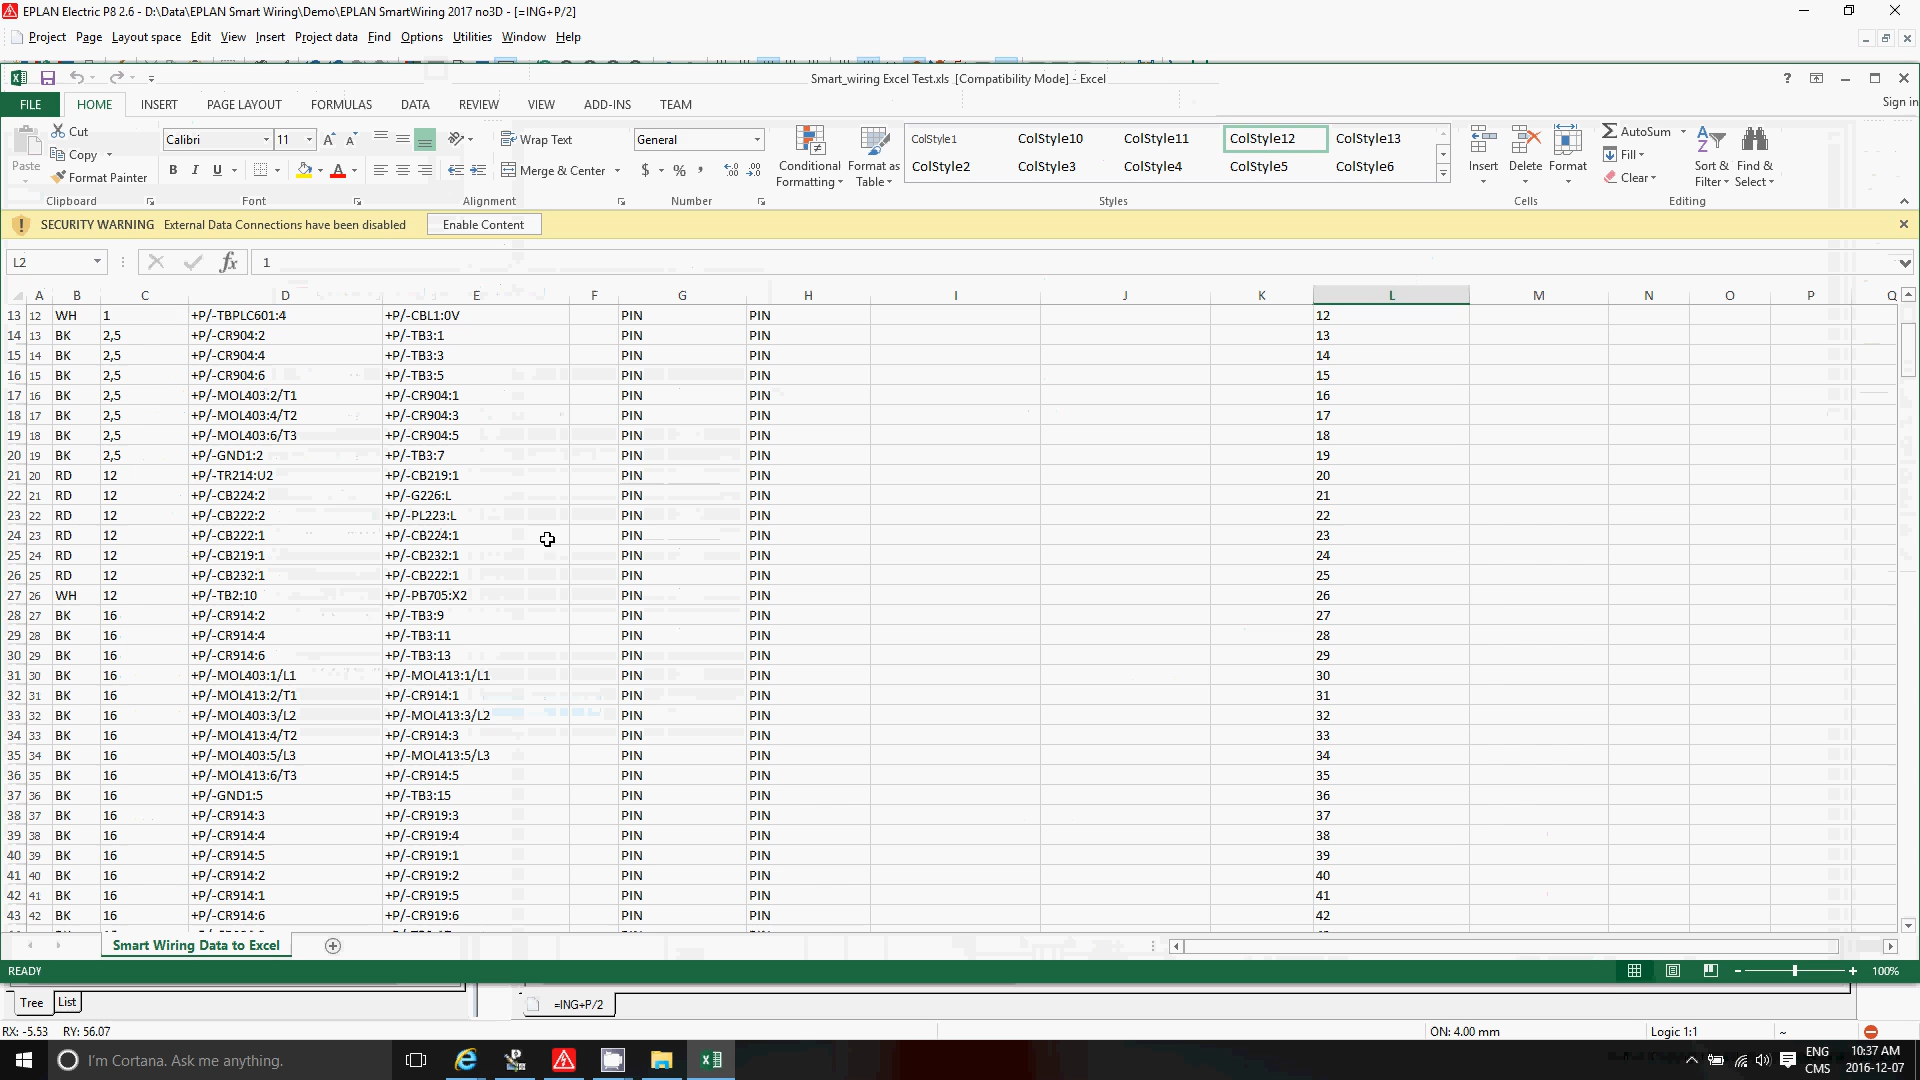 EPLAN Electric P8 2.6 - D:\Data\EPLAN Smart Wiring\Demo\EPLAN SmartWiring 2017 no3D - [=ING+P/2]
Project Page Layout space Edit View Insert Project data Find Options Utilities Window Help
Smart_wiring Excel Test.xls [Compatibility Mode] - Excel
FILE HOME INSERT PAGE LAYOUT FORMULAS DATA REVIEW VIEW ADD-INS TEAM Sign in
Paste Cut Copy Format Painter Clipboard
Calibri 11 B I U A Font
Wrap Text Merge & Center Alignment
General $ % , Number
Conditional Formatting Format as Table
ColStyle1 ColStyle10 ColStyle11 ColStyle12 ColStyle13
ColStyle2 ColStyle3 ColStyle4 ColStyle5 ColStyle6
Styles
Insert Delete Format Cells
AutoSum Fill Clear Sort & Filter Find & Select Editing
SECURITY WARNING External Data Connections have been disabled Enable Content
L2 fx 1
A B C D E F G H I J K L M N O P Q
13 12 WH 1 +P/-TBPLC601:4 +P/-CBL1:0V PIN PIN 12
14 13 BK 2,5 +P/-CR904:2 +P/-TB3:1 PIN PIN 13
15 14 BK 2,5 +P/-CR904:4 +P/-TB3:3 PIN PIN 14
16 15 BK 2,5 +P/-CR904:6 +P/-TB3:5 PIN PIN 15
17 16 BK 2,5 +P/-MOL403:2/T1 +P/-CR904:1 PIN PIN 16
18 17 BK 2,5 +P/-MOL403:4/T2 +P/-CR904:3 PIN PIN 17
19 18 BK 2,5 +P/-MOL403:6/T3 +P/-CR904:5 PIN PIN 18
20 19 BK 2,5 +P/-GND1:2 +P/-TB3:7 PIN PIN 19
21 20 RD 12 +P/-TR214:U2 +P/-CB219:1 PIN PIN 20
22 21 RD 12 +P/-CB224:2 +P/-G226:L PIN PIN 21
23 22 RD 12 +P/-CB222:2 +P/-PL223:L PIN PIN 22
24 23 RD 12 +P/-CB222:1 +P/-CB224:1 PIN PIN 23
25 24 RD 12 +P/-CB219:1 +P/-CB232:1 PIN PIN 24
26 25 RD 12 +P/-CB232:1 +P/-CB222:1 PIN PIN 25
27 26 WH 12 +P/-TB2:10 +P/-PB705:X2 PIN PIN 26
28 27 BK 16 +P/-CR914:2 +P/-TB3:9 PIN PIN 27
29 28 BK 16 +P/-CR914:4 +P/-TB3:11 PIN PIN 28
30 29 BK 16 +P/-CR914:6 +P/-TB3:13 PIN PIN 29
31 30 BK 16 +P/-MOL403:1/L1 +P/-MOL413:1/L1 PIN PIN 30
32 31 BK 16 +P/-MOL413:2/T1 +P/-CR914:1 PIN PIN 31
33 32 BK 16 +P/-MOL403:3/L2 +P/-MOL413:3/L2 PIN PIN 32
34 33 BK 16 +P/-MOL413:4/T2 +P/-CR914:3 PIN PIN 33
35 34 BK 16 +P/-MOL403:5/L3 +P/-MOL413:5/L3 PIN PIN 34
36 35 BK 16 +P/-MOL413:6/T3 +P/-CR914:5 PIN PIN 35
37 36 BK 16 +P/-GND1:5 +P/-TB3:15 PIN PIN 36
38 37 BK 16 +P/-CR914:3 +P/-CR919:3 PIN PIN 37
39 38 BK 16 +P/-CR914:4 +P/-CR919:4 PIN PIN 38
40 39 BK 16 +P/-CR914:5 +P/-CR919:1 PIN PIN 39
41 40 BK 16 +P/-CR914:2 +P/-CR919:2 PIN PIN 40
42 41 BK 16 +P/-CR914:1 +P/-CR919:5 PIN PIN 41
43 42 BK 16 +P/-CR914:6 +P/-CR919:6 PIN PIN 42
Smart Wiring Data to Excel
READY 100%
Tree List =ING+P/2
RX: -5.53 RY: 56.07 ON: 4.00 mm Logic 1:1 ~
I'm Cortana. Ask me anything. ENG CMS 10:37 AM 2016-12-07